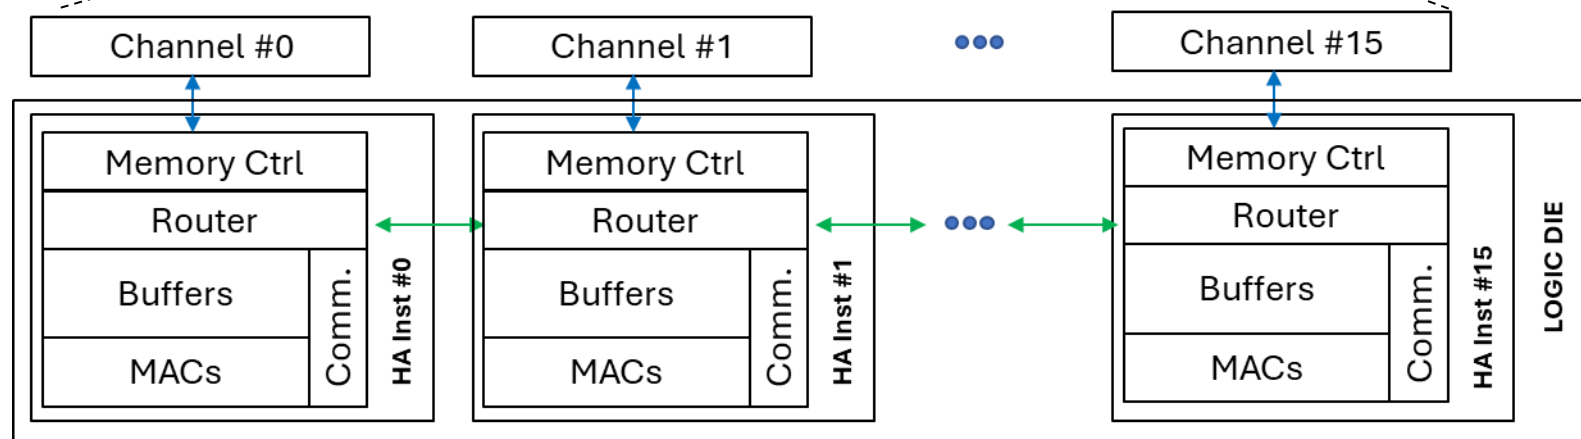 Channel #0
Channel #1
Channel #15
Memory Ctrl
Router
Buffers
MACs
Comm.
HA Inst #0
Memory Ctrl
Router
Buffers
MACs
Comm.
HA Inst #1
Memory Ctrl
Router
Buffers
MACs
Comm.
HA Inst #15
LOGIC DIE